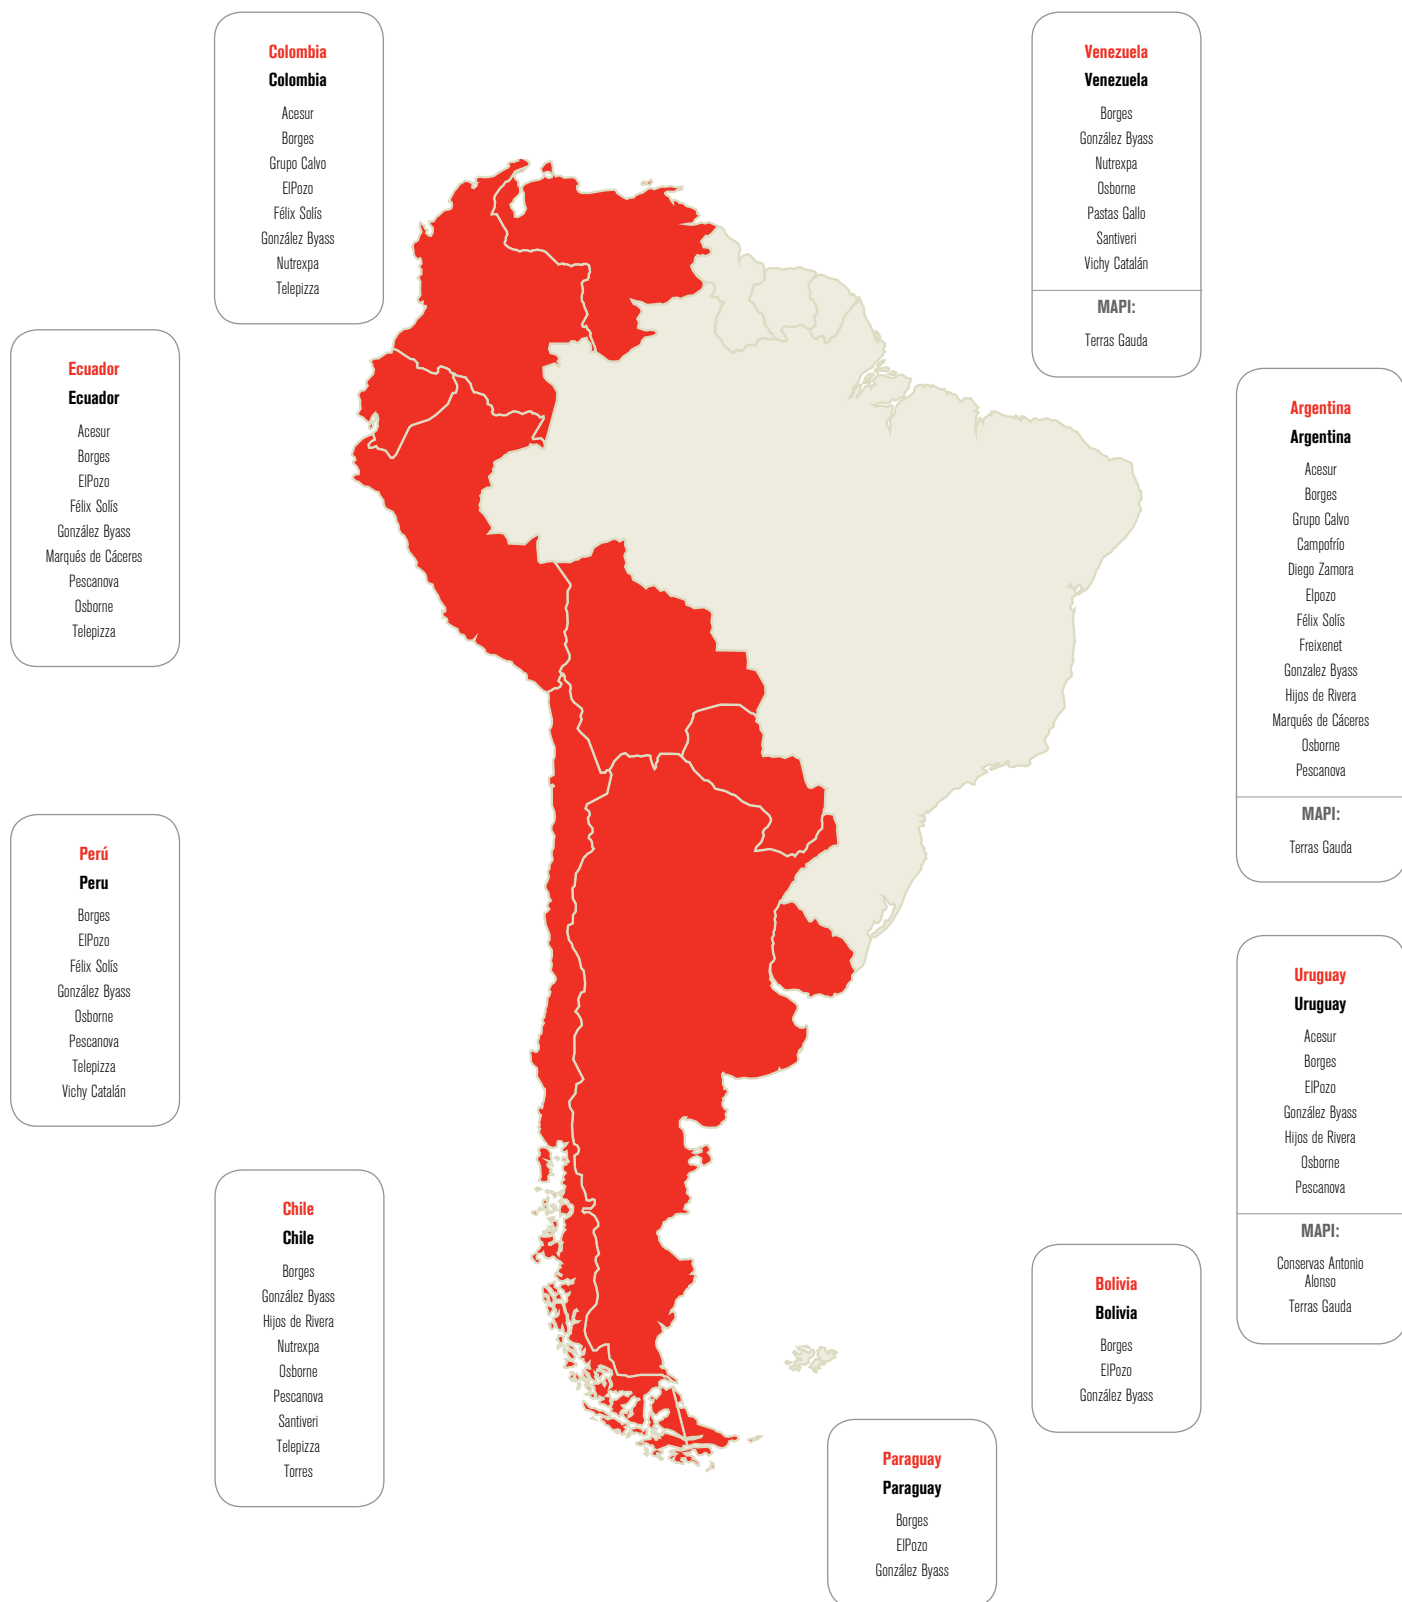 Colombia
Colombia
Acesur
Borges
Grupo Calvo
ElPozo
Félix Solís
González Byass
Nutrexpa
Telepizza
Venezuela
Venezuela
Borges
González Byass
Nutrexpa
Osborne
Pastas Gallo
Santiveri
Vichy Catalán
MAPI:
Terras Gauda
Ecuador
Ecuador
Acesur
Borges
ElPozo
Félix Solís
González Byass
Marqués de Cáceres
Pescanova
Osborne
Telepizza
Argentina
Argentina
Acesur
Borges
Grupo Calvo
Campofrío
Diego Zamora
Elpozo
Félix Solís
Freixenet
Gonzalez Byass
Hijos de Rivera
Marqués de Cáceres
Osborne
Pescanova
MAPI:
Terras Gauda
Perú
Peru
Borges
ElPozo
Félix Solís
González Byass
Osborne
Pescanova
Telepizza
Vichy Catalán
Uruguay
Uruguay
Acesur
Borges
ElPozo
González Byass
Hijos de Rivera
Osborne
Pescanova
MAPI:
Conservas Antonio
Alonso
Terras Gauda
Chile
Chile
Borges
González Byass
Hijos de Rivera
Nutrexpa
Osborne
Pescanova
Santiveri
Telepizza
Torres
Bolivia
Bolivia
Borges
ElPozo
González Byass
Paraguay
Paraguay
Borges
ElPozo
González Byass